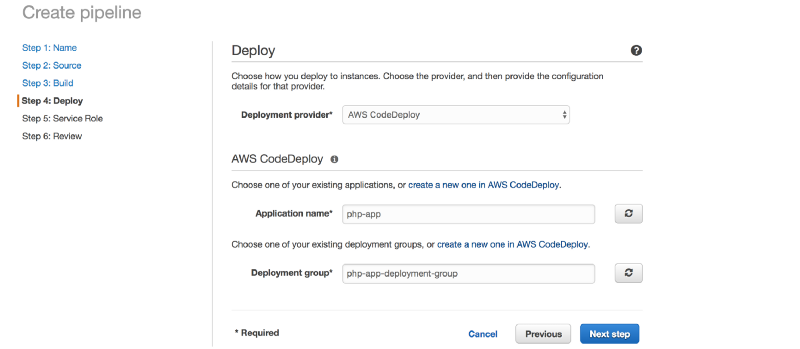 Create pipeline
Step 1: Name
Step 2: Source
Step 3: Build
Step 4: Deploy
Step 5: Service Role
Step 6: Review
Deploy
?
Choose how you deploy to instances. Choose the provider, and then provide the configuration
details for that provider.
Deployment provider* AWS CodeDeploy
AWS CodeDeploy i
Choose one of your existing applications, or create a new one in AWS CodeDeploy.
Application name* php-app
Choose one of your existing deployment groups, or create a new one in AWS CodeDeploy.
Deployment group* php-app-deployment-group
* Required Cancel Previous Next step